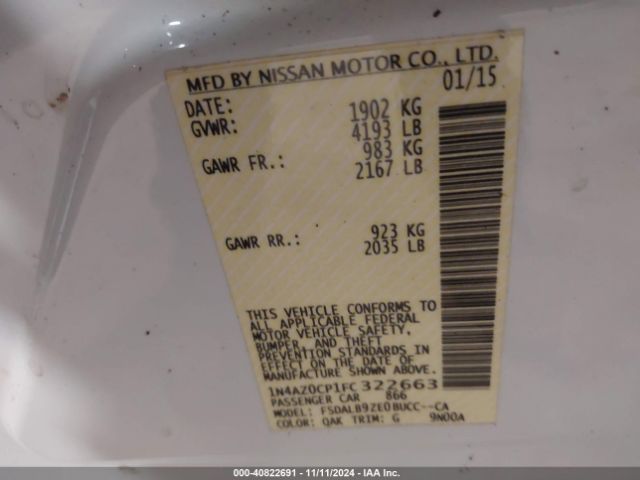 MFD BY NISSAN MOTOR CO., LTD.
DATE: 01/15
GVWR: 1902 KG
4193 LB
GAWR FR.: 983 KG
2167 LB
GAWR RR.: 923 KG
2035 LB
THIS VEHICLE CONFORMS TO
ALL APPLICABLE FEDERAL
MOTOR VEHICLE SAFETY,
BUMPER, AND THEFT
PREVENTION STANDARDS IN
EFFECT ON THE DATE OF
MANUFACTURE SHOWN ABOVE.
1N4AZ0CP1FC322663
PASSENGER CAR 866
MODEL: FSDALB9ZE0BUCC--CA
COLOR: QAK TRIM: G 9N00A
000-40822691 - 11/11/2024 - IAA Inc.